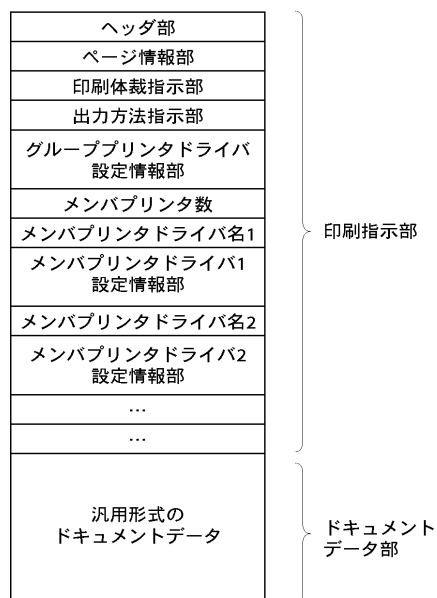 ヘッダ部
ページ情報部
印刷体裁指示部
出力方法指示部
グループプリンタドライバ
設定情報部
メンバプリンタ数
メンバプリンタドライバ名1
メンバプリンタドライバ1
設定情報部
メンバプリンタドライバ名2
メンバプリンタドライバ2
設定情報部
…
…
印刷指示部
汎用形式の
ドキュメントデータ
ドキュメント
データ部